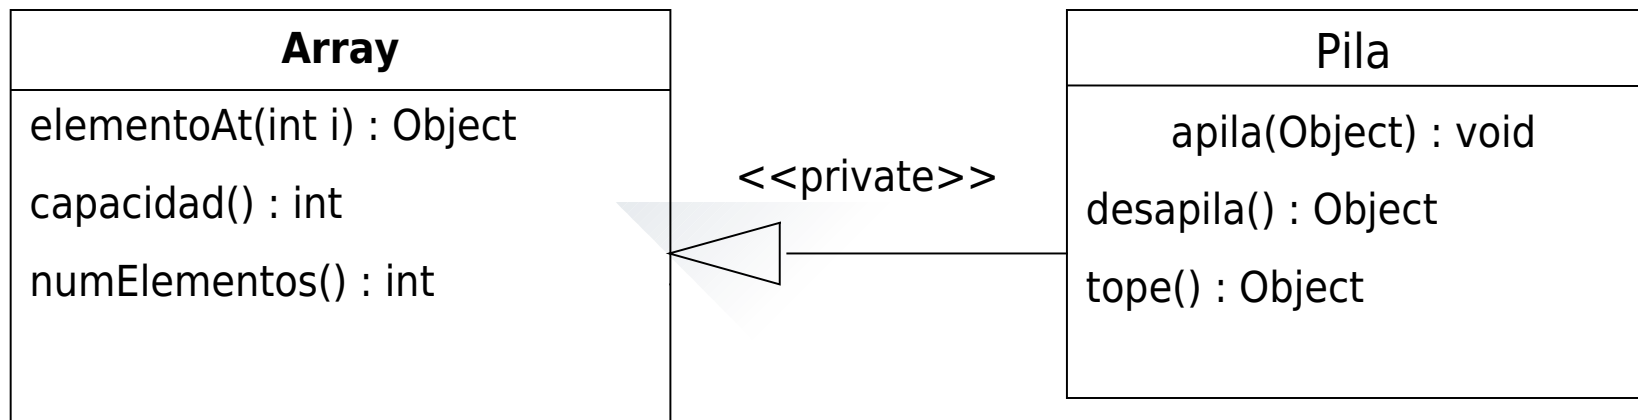 Array
elementoAt(int i) : Object
capacidad() : int
numElementos() : int
<<private>>
Pila
apila(Object) : void
desapila() : Object
tope() : Object